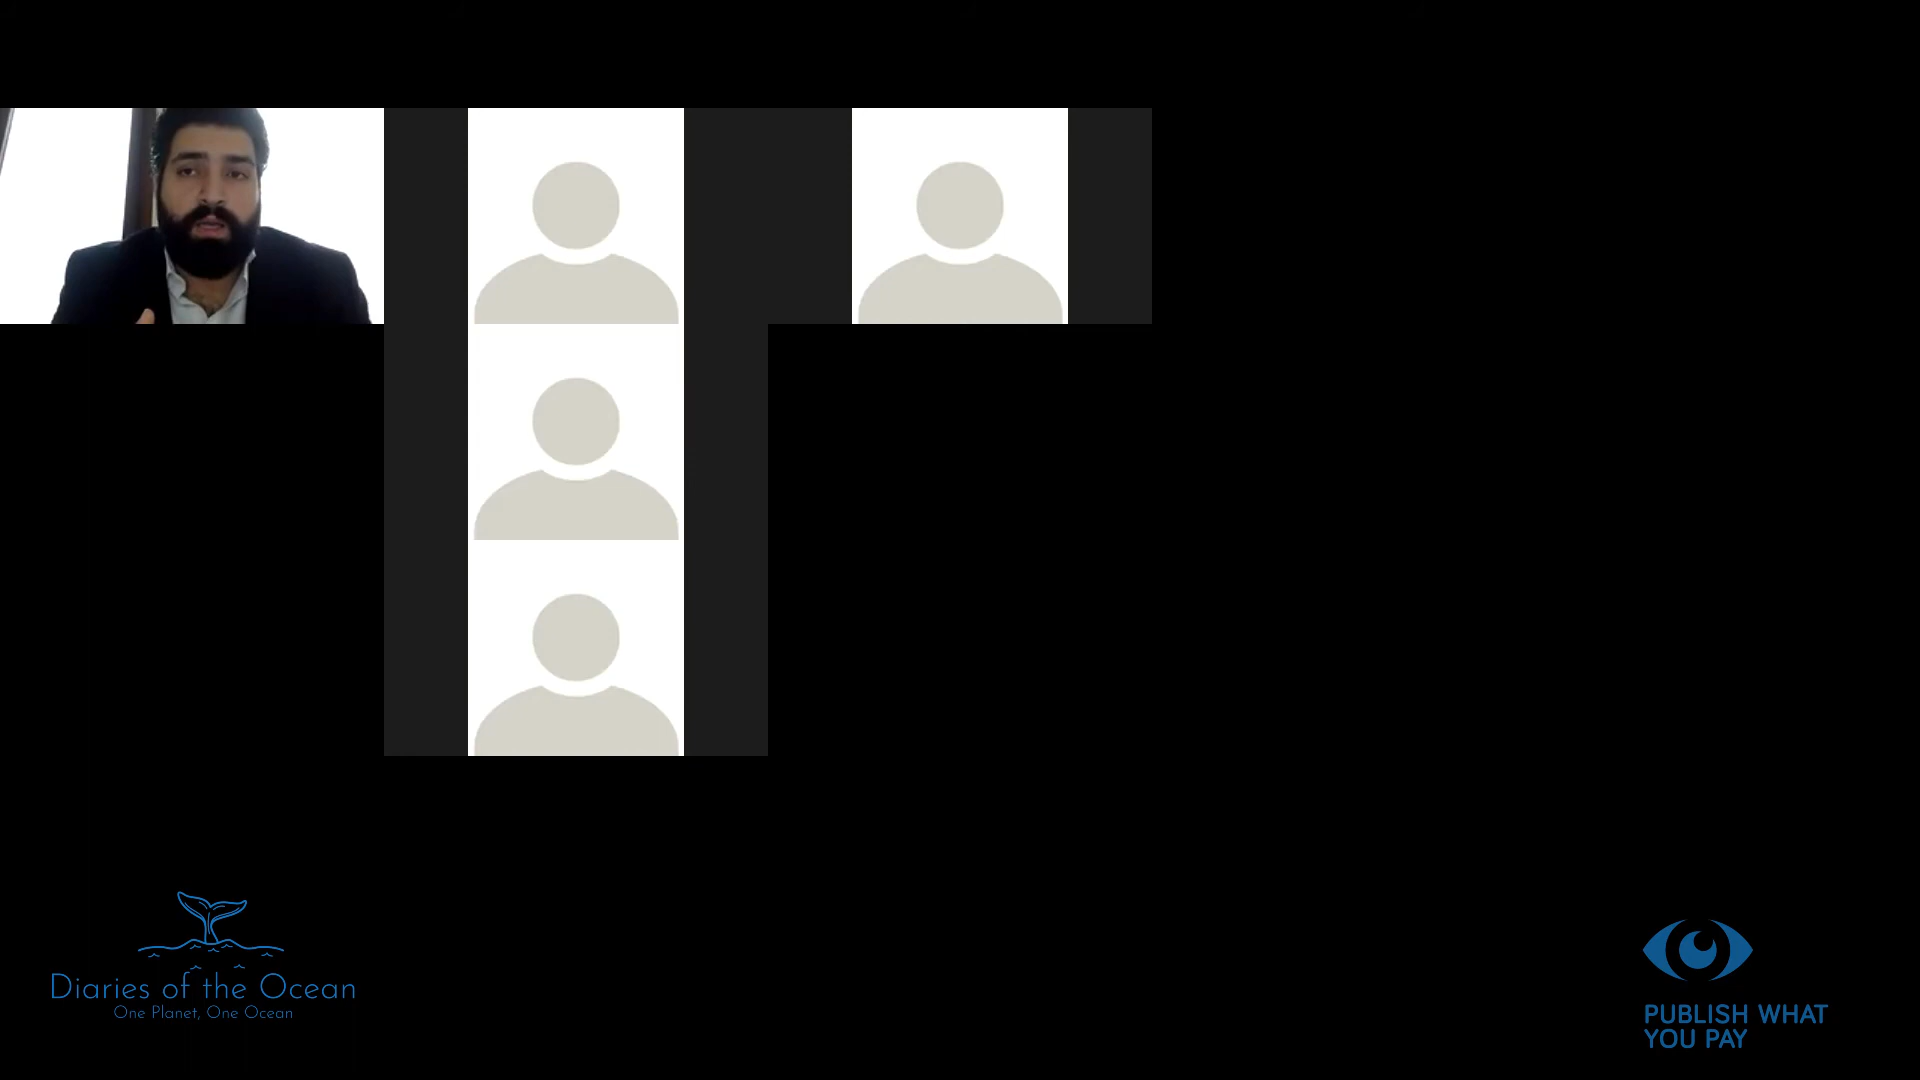 Diaries of the Ocean
One Planet, One Ocean
PUBLISH WHAT
YOU PAY